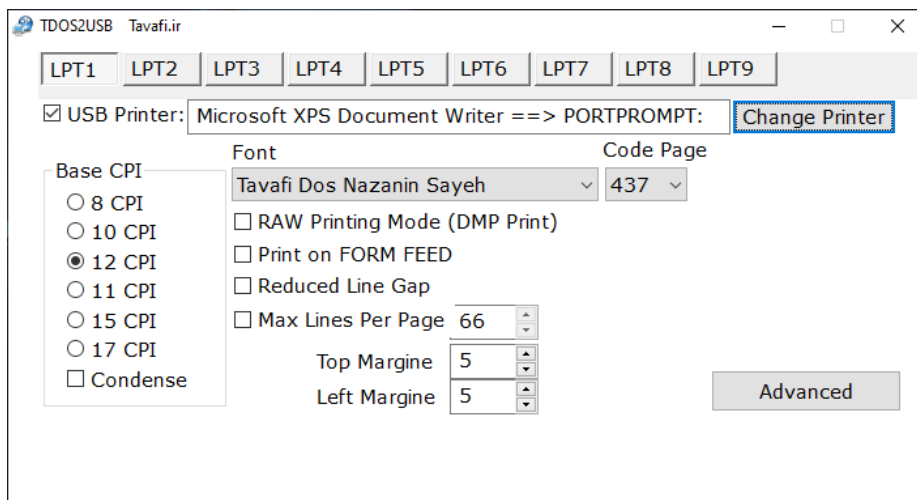 TDOS2USB Tavafi.ir
LPT1 LPT2 LPT3 LPT4 LPT5 LPT6 LPT7 LPT8 LPT9
USB Printer: Microsoft XPS Document Writer ==> PORTPROMPT: Change Printer
Font Code Page
Base CPI
Tavafi Dos Nazanin Sayeh 437
8 CPI
RAW Printing Mode (DMP Print)
10 CPI
Print on FORM FEED
12 CPI
Reduced Line Gap
11 CPI
Max Lines Per Page 66
15 CPI
17 CPI
Top Margine 5
Condense
Left Margine 5
Advanced